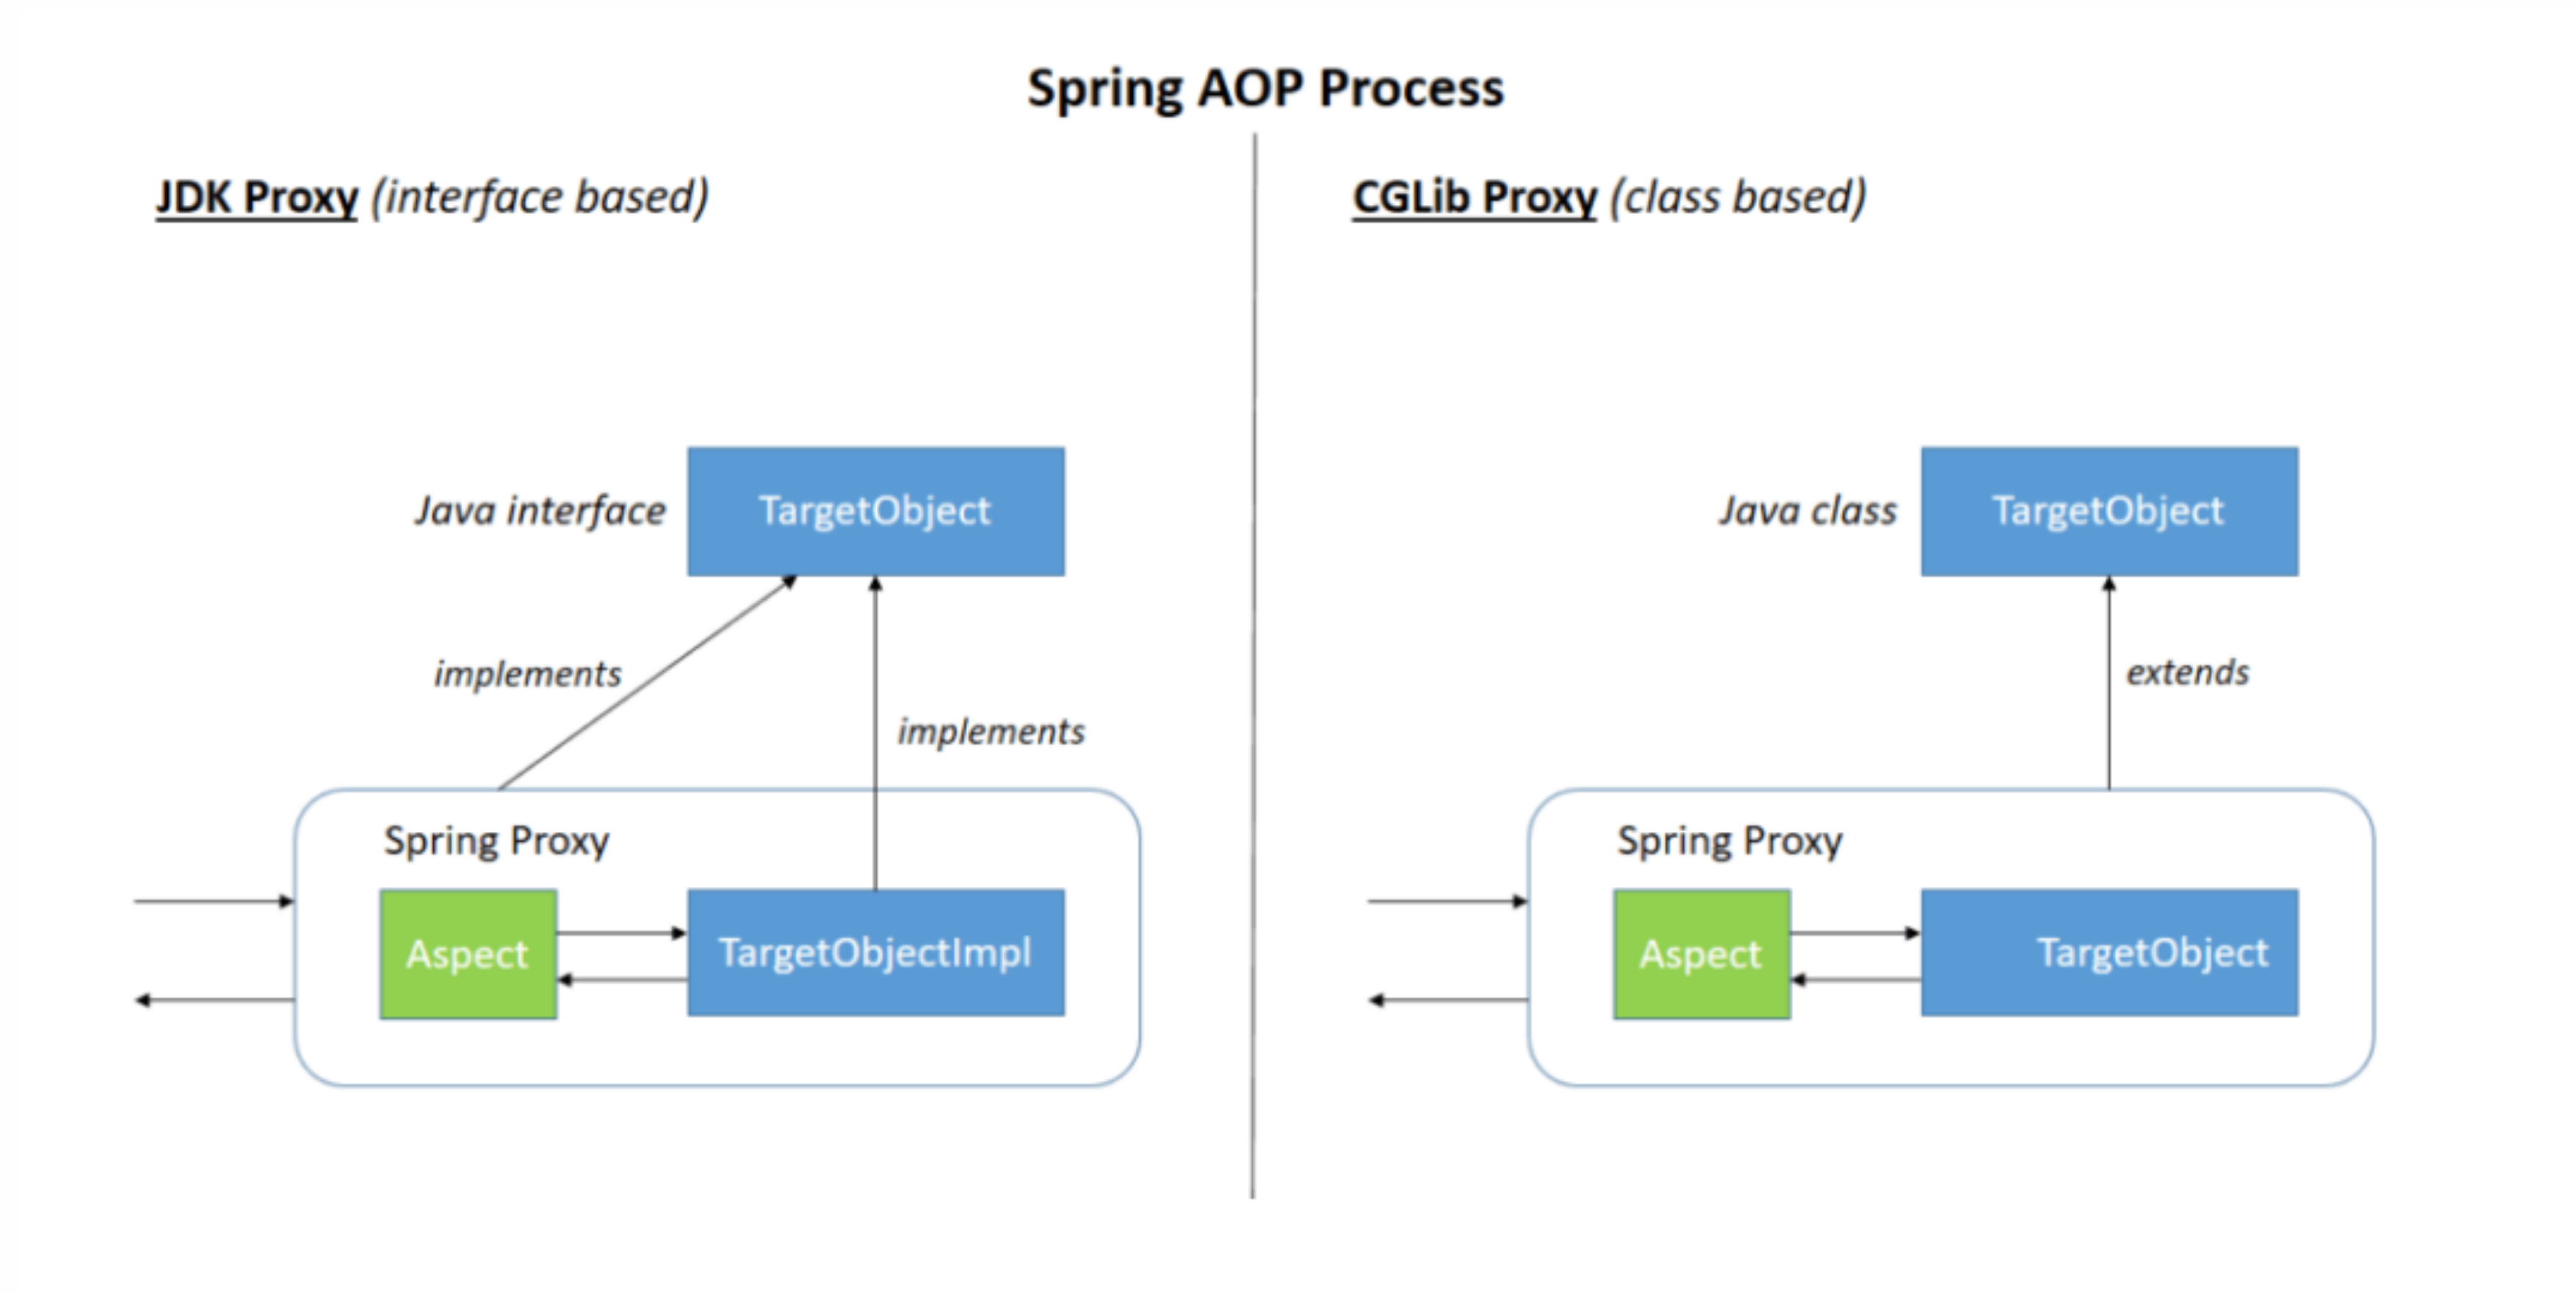 Spring AOP Process
JDK Proxy (interface based)
Java interface
TargetObject
implements
implements
Spring Proxy
Aspect
TargetObjectImpl
CGLib Proxy (class based)
Java class
TargetObject
extends
Spring Proxy
Aspect
TargetObject